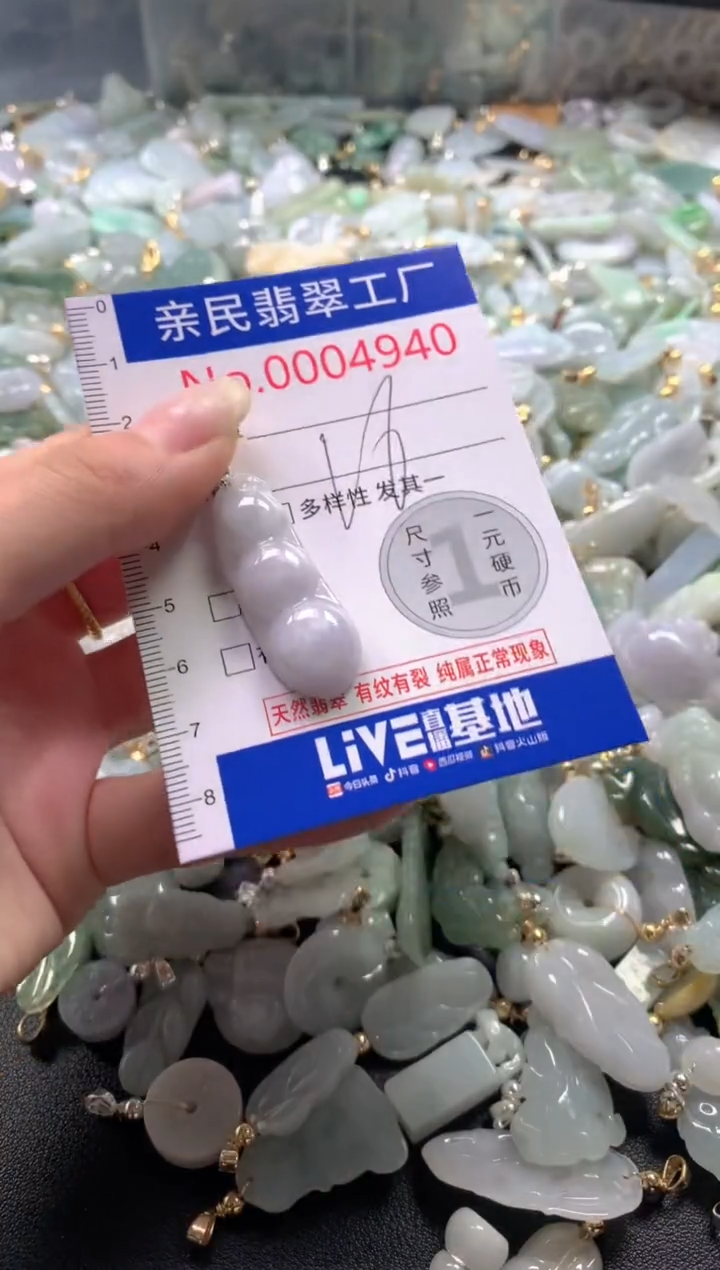 0
亲民翡翠工厂
1
No.0004940
2
多样性 发其一
4
一元硬币
1
尺寸参照
5
6
天然翡翠 有纹有裂 纯属正常现象
7
LiVE直播基地
8
今日头条 抖音 西瓜视频 抖音火山版